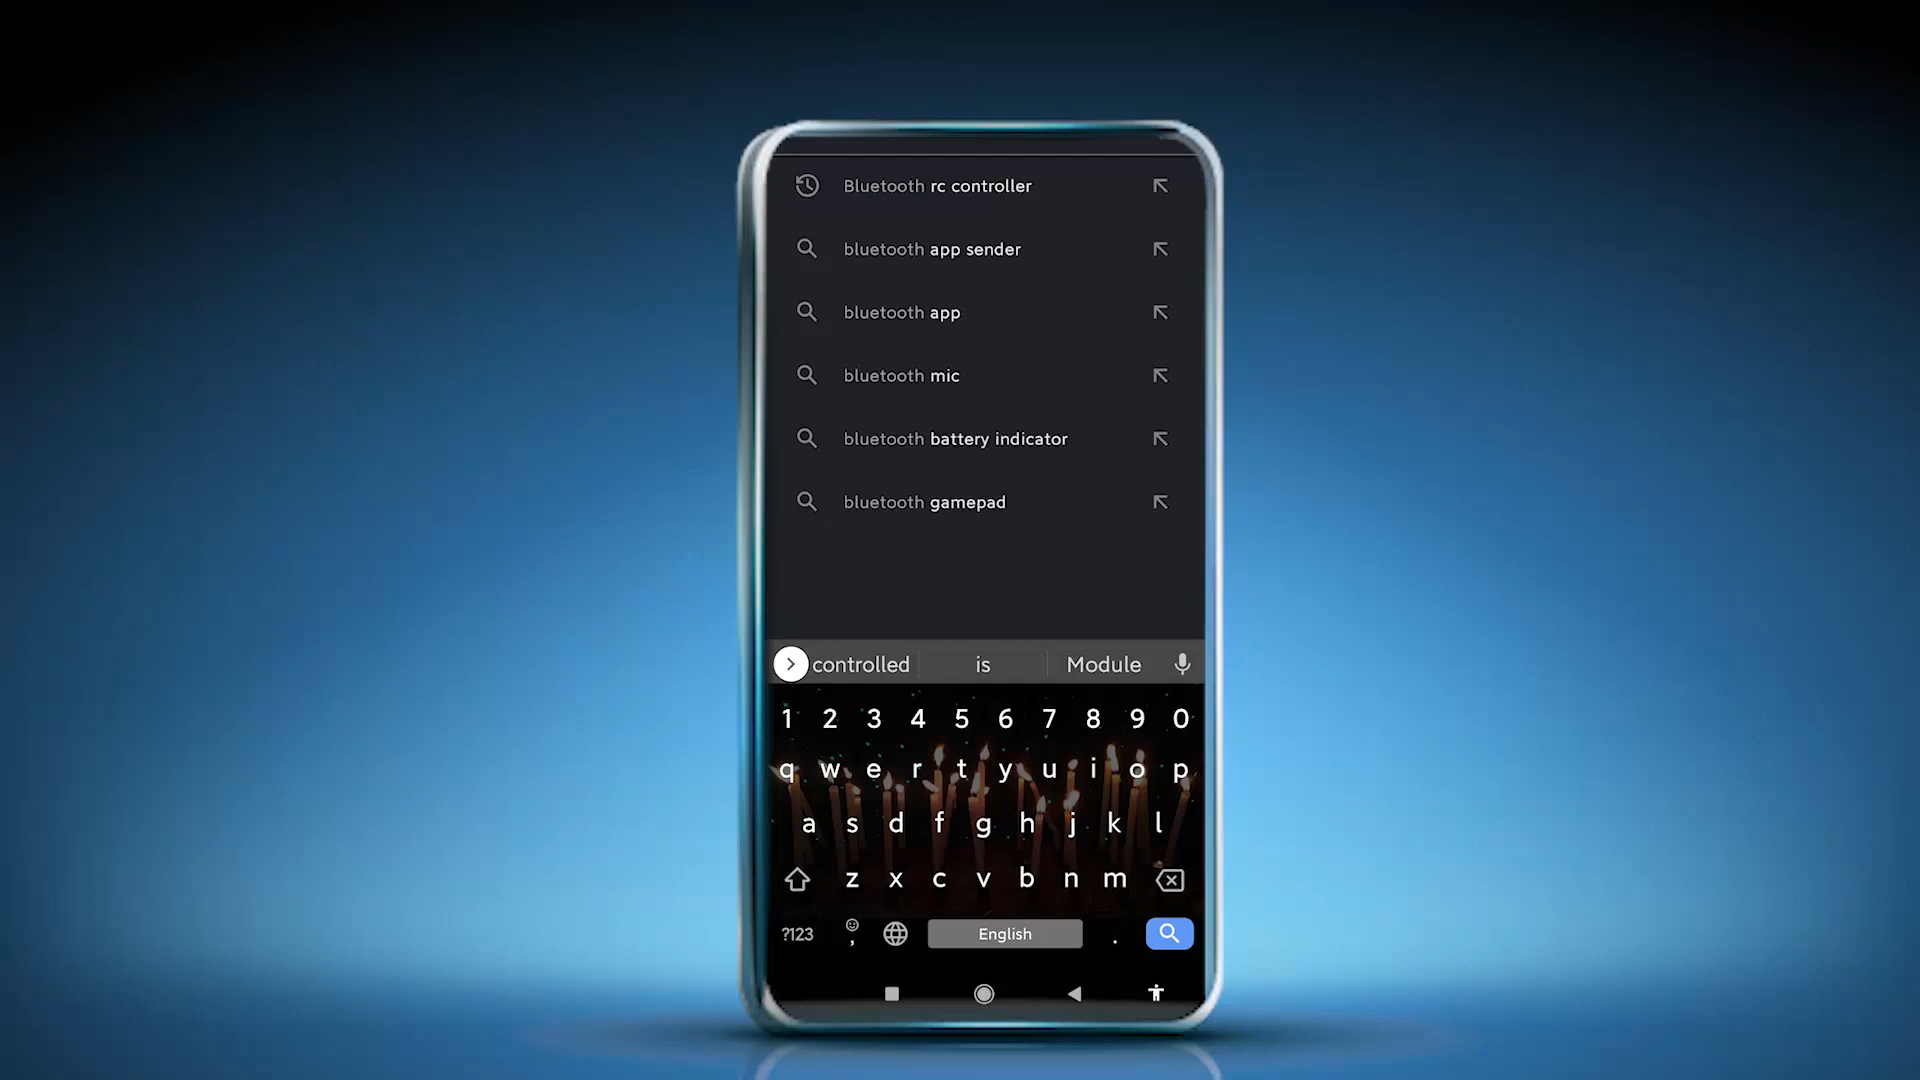 Bluetooth rc controller
bluetooth app sender
bluetooth app
bluetooth mic
bluetooth battery indicator
bluetooth gamepad
controlled is Module
1 2 3 4 5 6 7 8 9 0
q w e r t y u i o p
a s d f g h j k l
z x c v b n m
?123 , English .